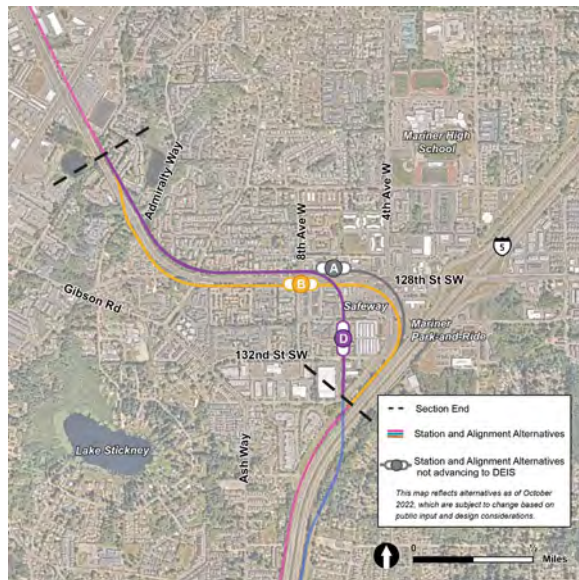 Mariner High
School
Admiralty Way
8th Ave W
4th Ave W
5
A
128th St SW
B
Gibson Rd
Safeway
Mariner
Park-and-Ride
D
132nd St SW
Lake Stickney
Ash Way
Section End
Station and Alignment Alternatives
Station and Alignment Alternatives
not advancing to DEIS
This map reflects alternatives as of October
2022, which are subject to change based on
public input and design considerations.
0
Miles